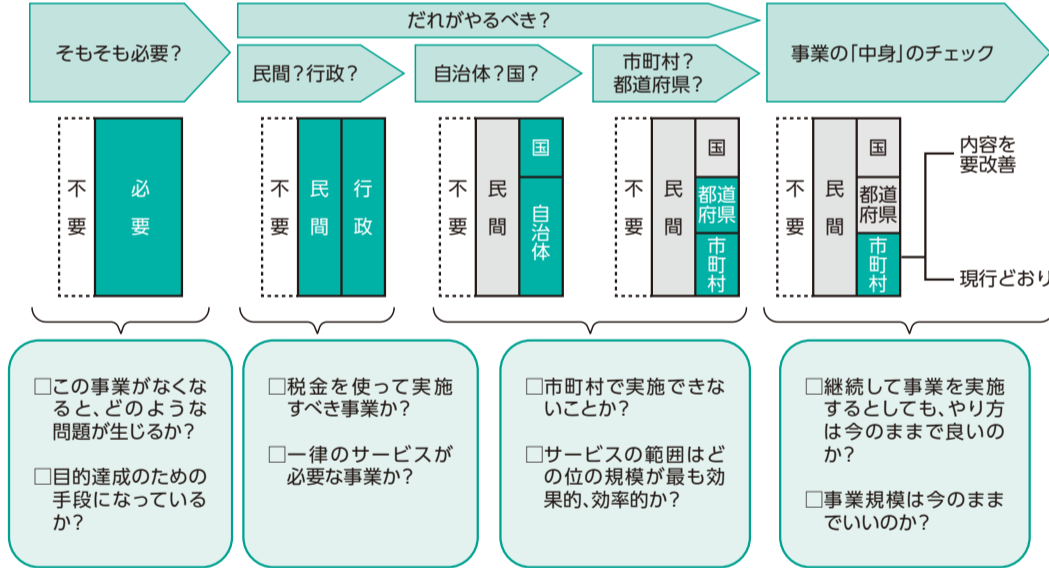 そもそも必要?
だれがやるべき?
民間?行政?
自治体?国?
市町村?
都道府県?
事業の「中身」のチェック
不要
必要
不要
民間
行政
不要
民間
国
自治体
不要
民間
国
都道
府県
市町村
不要
民間
国
都道
府県
市町村
内容を
要改善
現行どおり
□この事業がなくな
ると、どのような
問題が生じるか?
□目的達成のための
手段になっている
か?
□税金を使って実施
すべき事業か?
□一律のサービスが
必要な事業か?
□市町村で実施できな
いことか?
□サービスの範囲はど
の位の規模が最も効
果的、効率的か?
□継続して事業を実施
するとしても、やり方
は今のままで良いの
か?
□事業規模は今のまま
でいいのか?